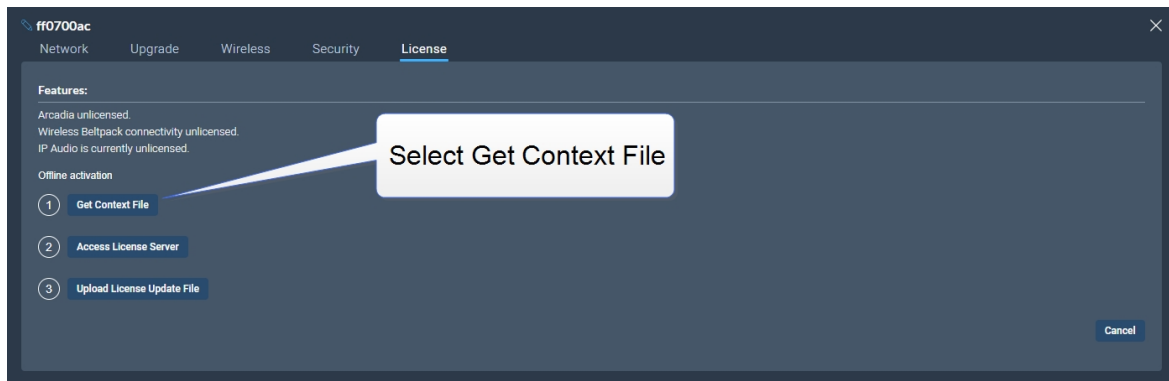 ff0700ac
Network Upgrade Wireless Security License
Features:
Arcadia unlicensed.
Wireless Beltpack connectivity unlicensed.
IP Audio is currently unlicensed.
Select Get Context File
Offline activation
1 Get Context File
2 Access License Server
3 Upload License Update File
Cancel